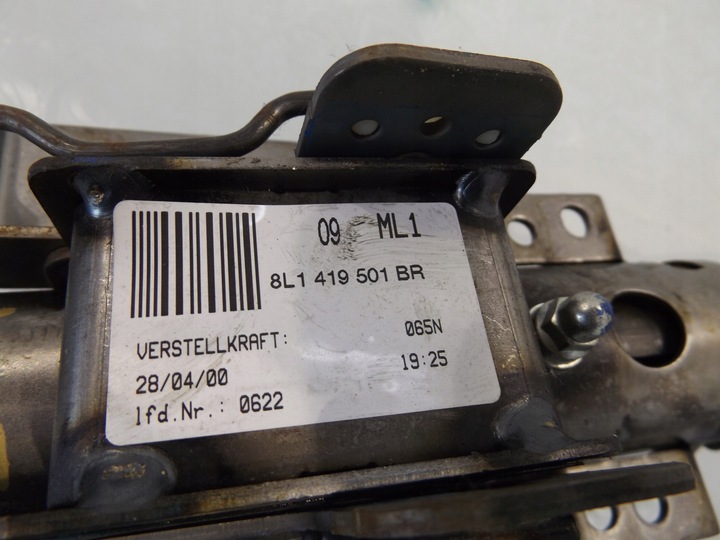 09 ML1
8L1 419 501 BR
VERSTELLKRAFT: 065N
28/04/00 19:25
lfd.Nr.: 0622